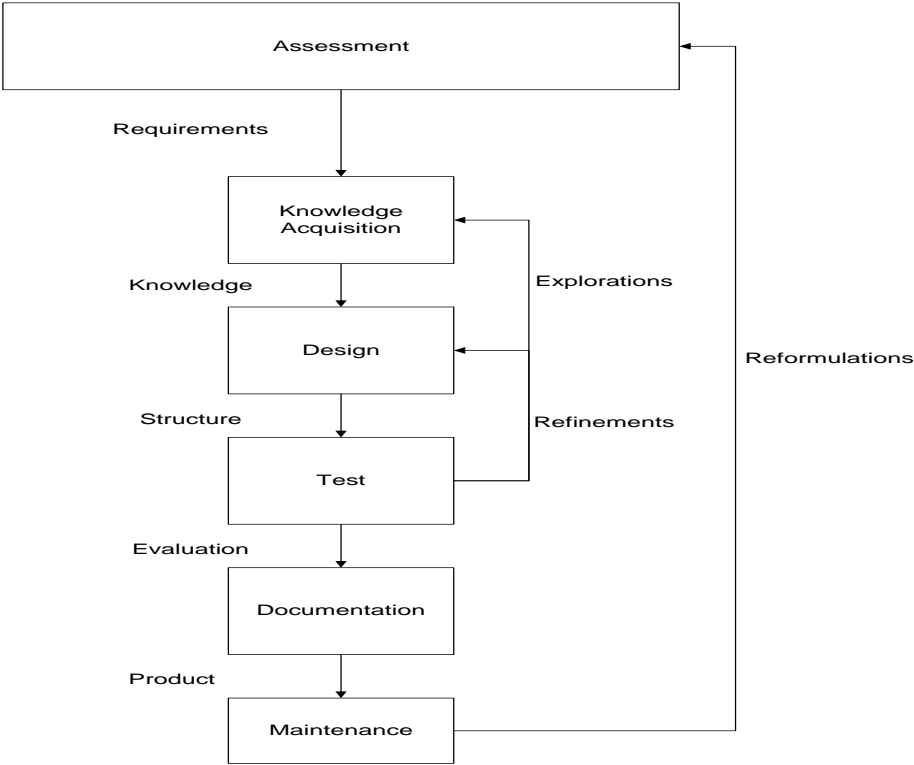 Assessment
Requirements
Knowledge
Acquisition
Knowledge
Explorations
Design
Reformulations
Structure
Refinements
Test
Evaluation
Documentation
Product
Maintenance